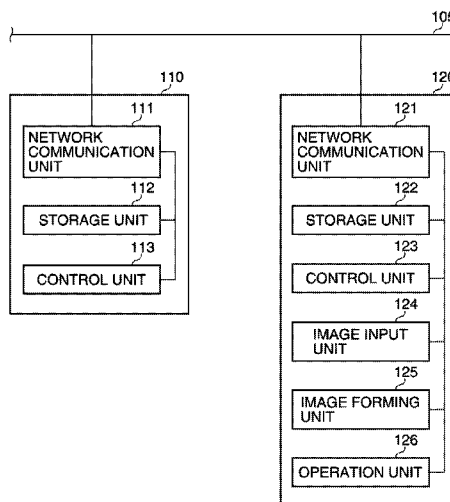 105
110
111
NETWORK
COMMUNICATION
UNIT
112
STORAGE UNIT
113
CONTROL UNIT
120
121
NETWORK
COMMUNICATION
UNIT
122
STORAGE UNIT
123
CONTROL UNIT
124
IMAGE INPUT
UNIT
125
IMAGE FORMING
UNIT
126
OPERATION UNIT